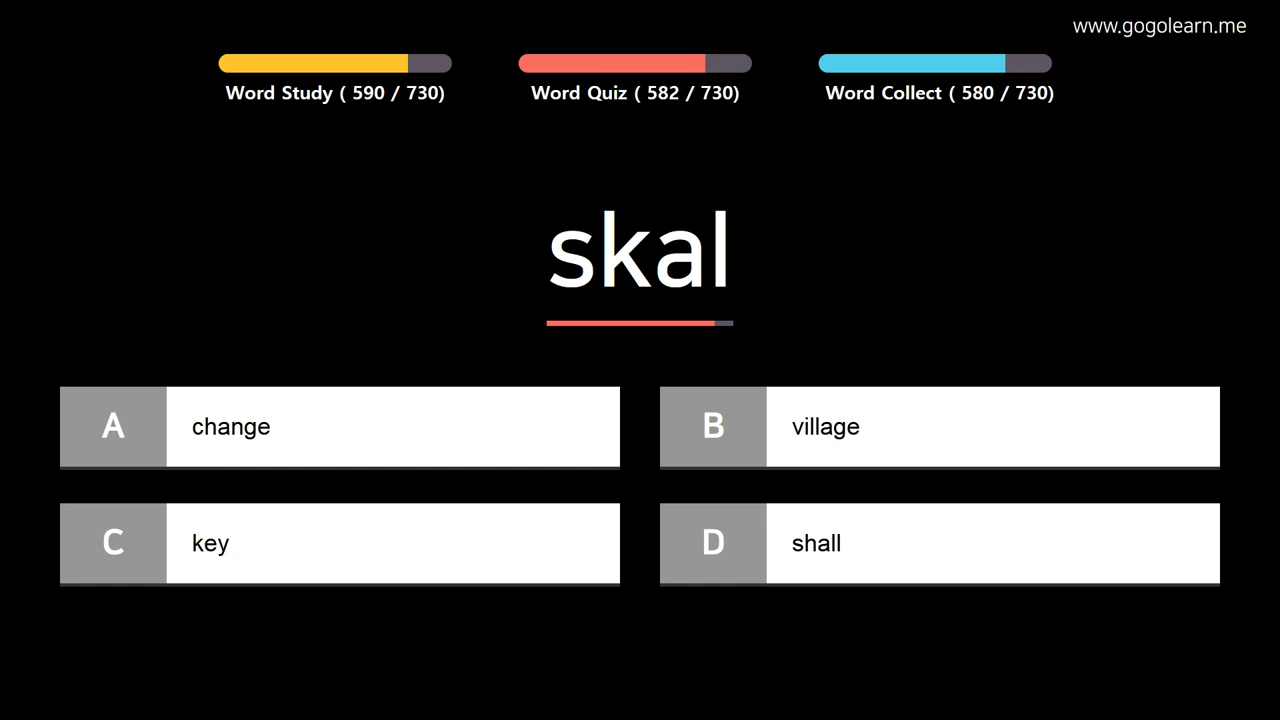 www.gogolearn.me
Word Study ( 590 / 730)
Word Quiz ( 582 / 730)
Word Collect ( 580 / 730)
skal
A change
B village
C key
D shall